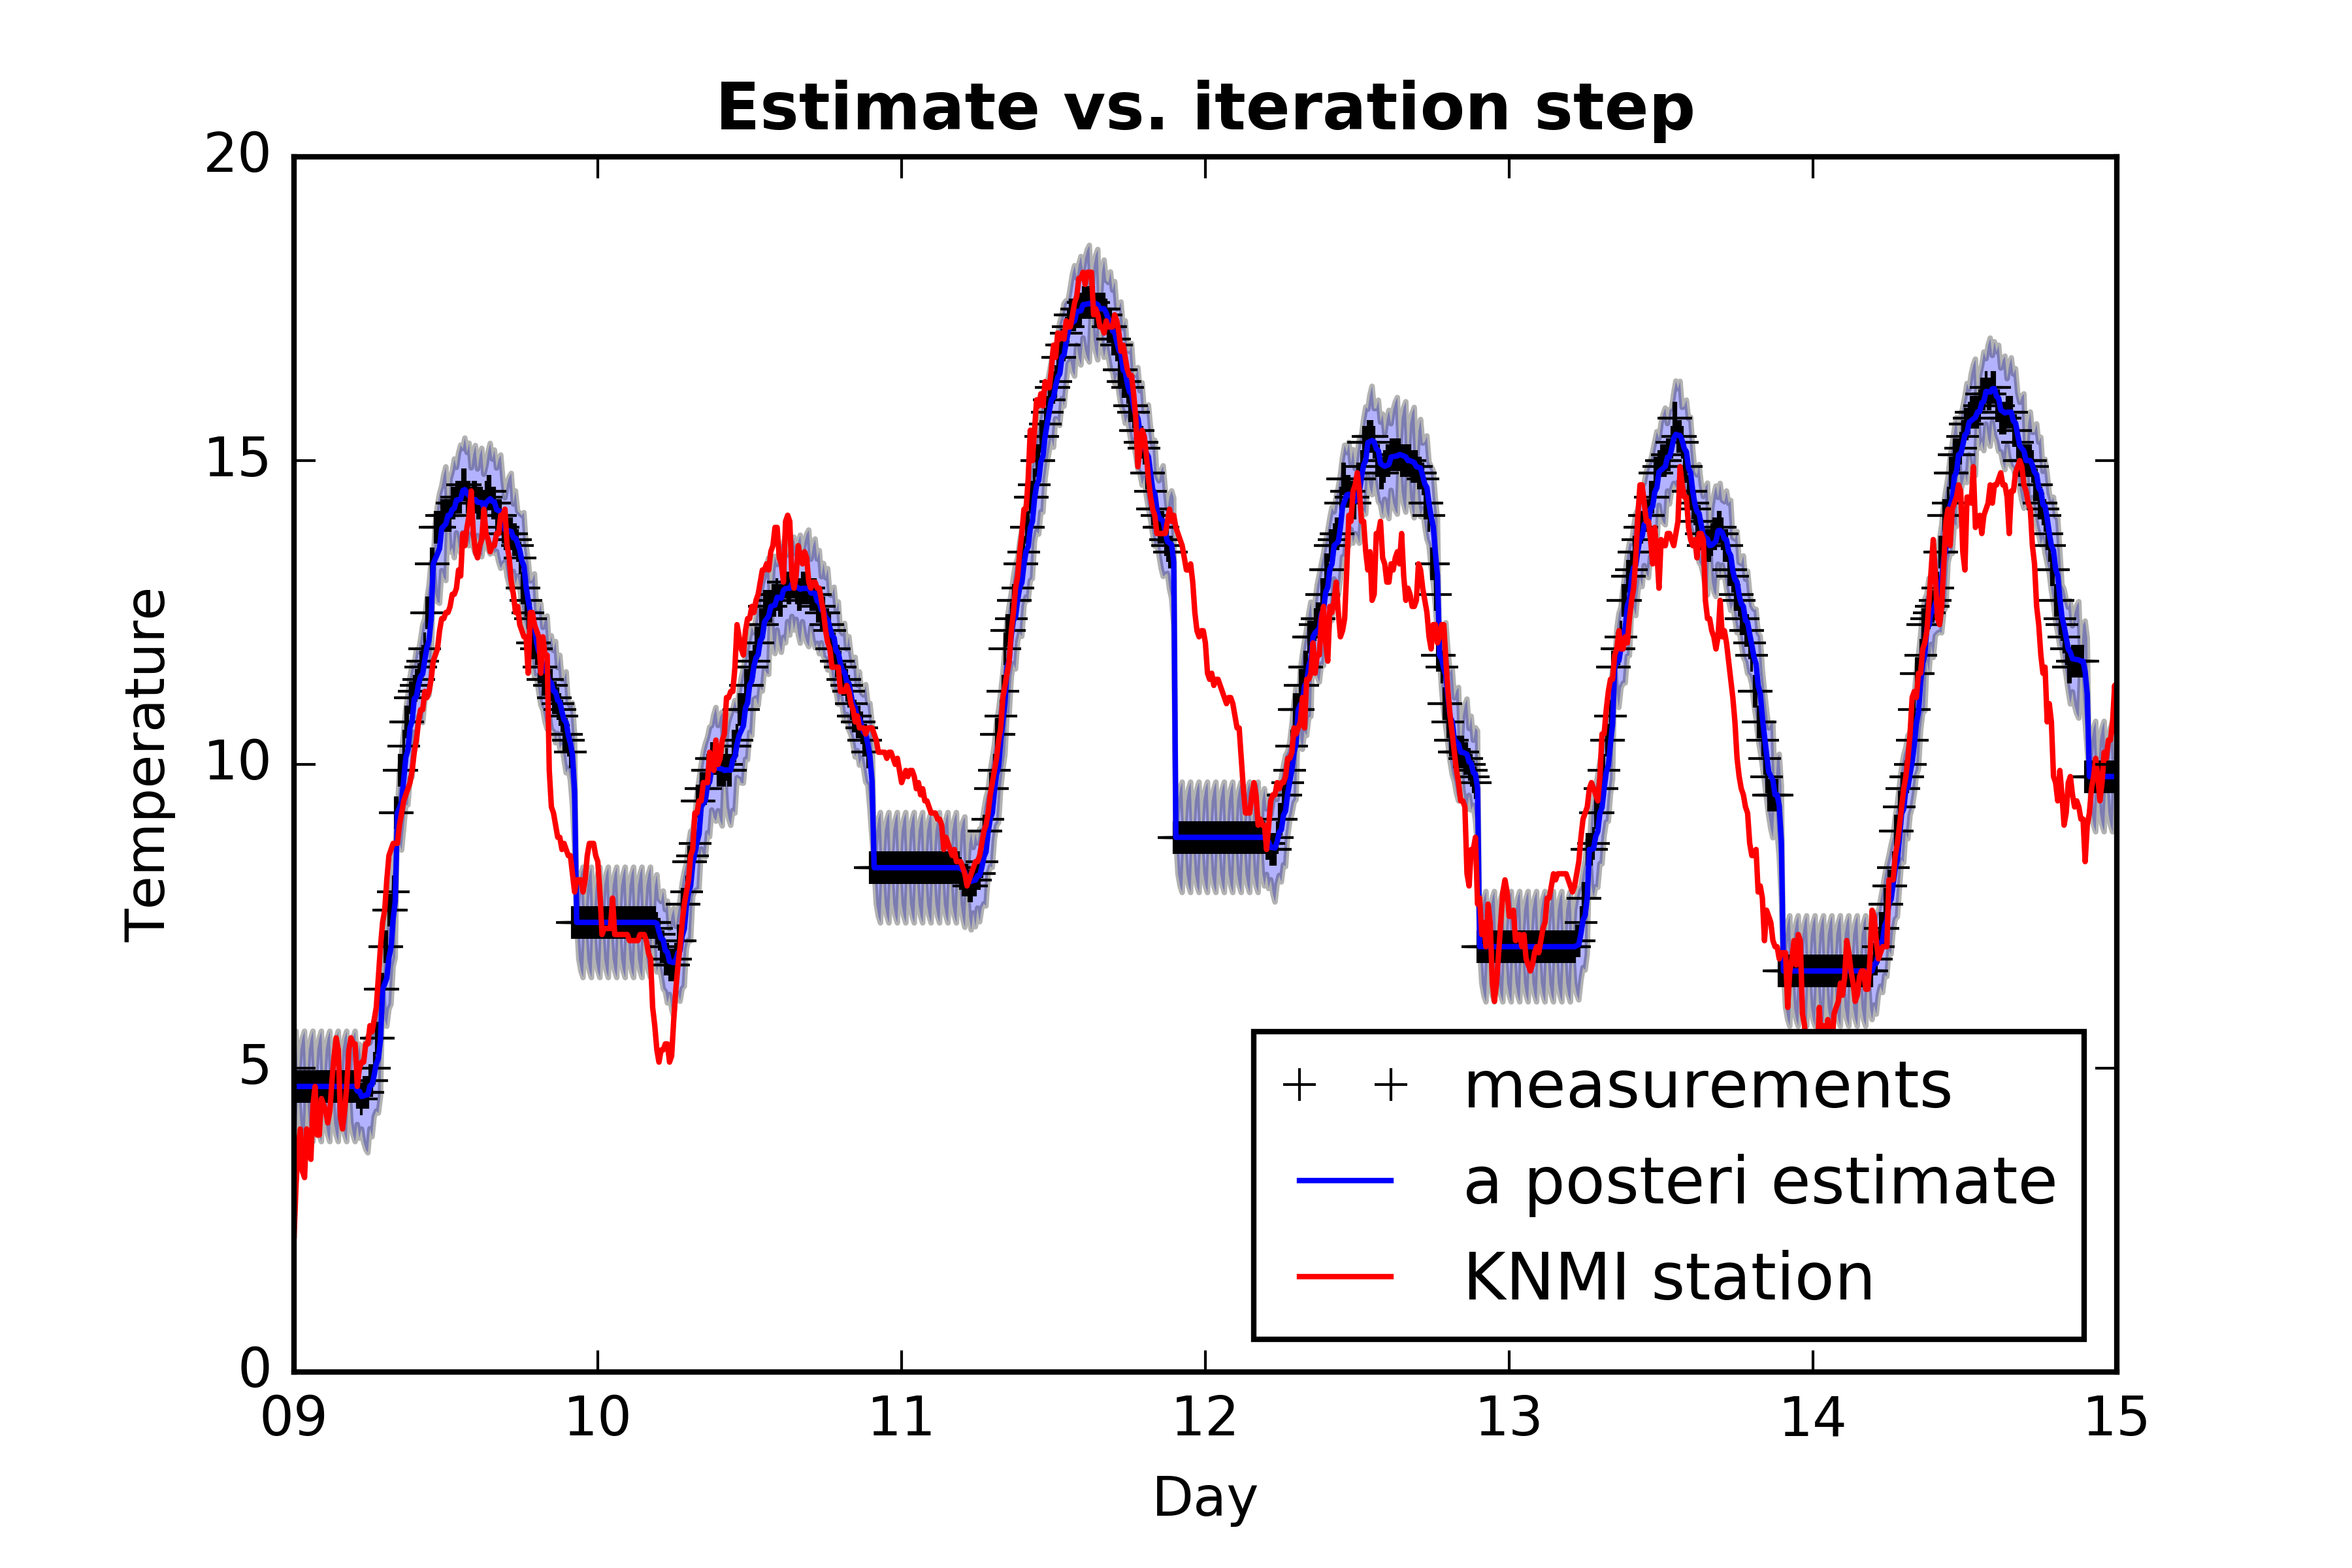 Estimate vs. iteration step
20
15
10
5
0
Temperature
measurements
a posteri estimate
KNMI station
09 10 11 12 13 14 15
Day